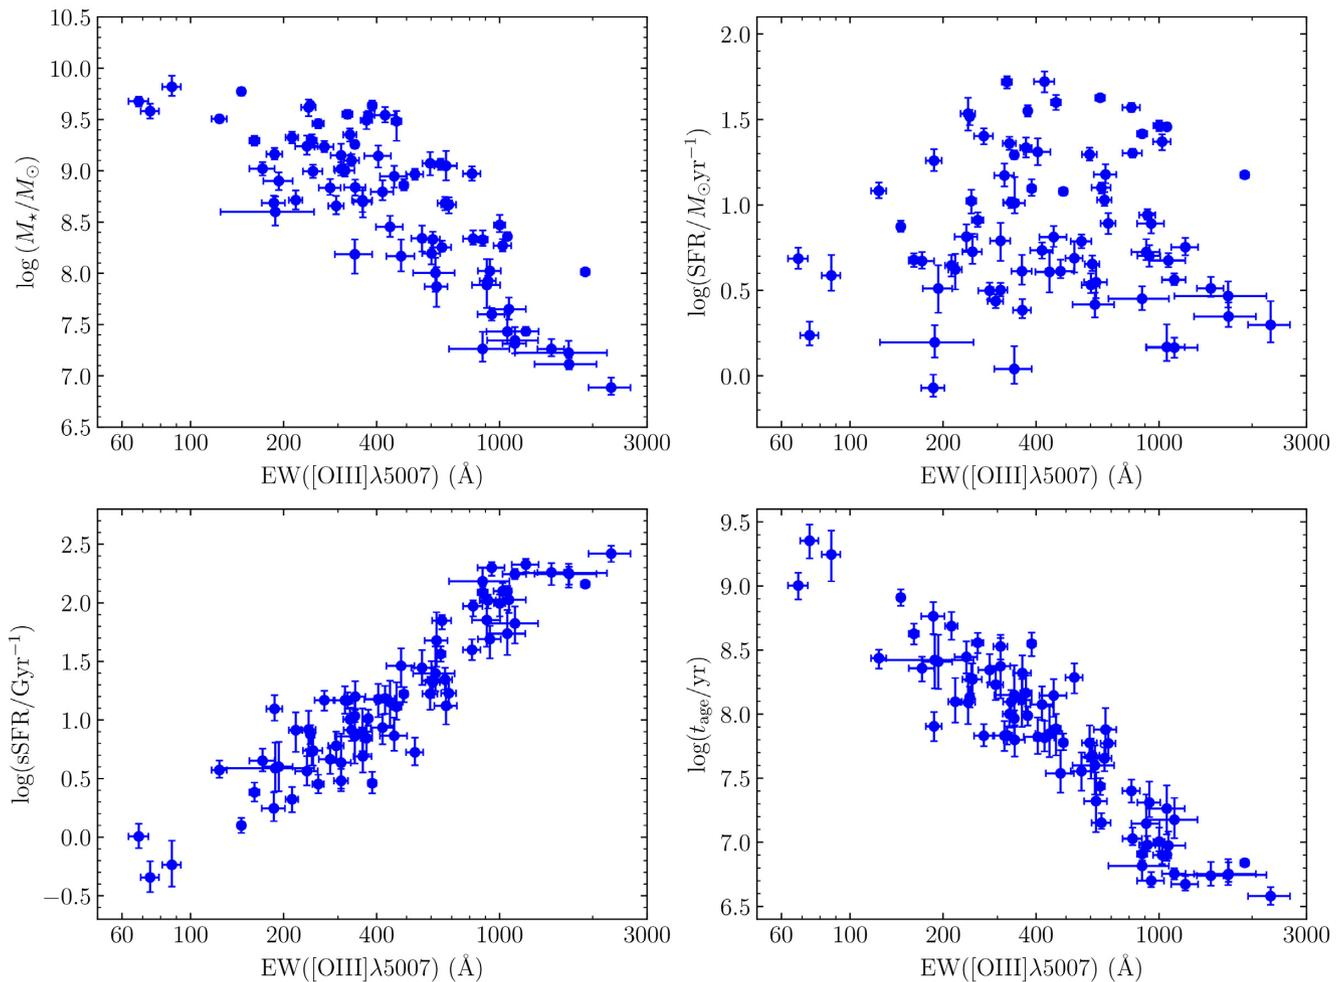 10.5
10.0
9.5
9.0
8.5
8.0
7.5
7.0
6.5
log (M⋆/M⊙)
60 100 200 400 1000 3000
EW([OIII]λ5007) (Å)
2.0
1.5
1.0
0.5
0.0
log(SFR/M⊙yr⁻¹)
60 100 200 400 1000 3000
EW([OIII]λ5007) (Å)
2.5
2.0
1.5
1.0
0.5
0.0
−0.5
log(sSFR/Gyr⁻¹)
60 100 200 400 1000 3000
EW([OIII]λ5007) (Å)
9.5
9.0
8.5
8.0
7.5
7.0
6.5
log(t_age/yr)
60 100 200 400 1000 3000
EW([OIII]λ5007) (Å)